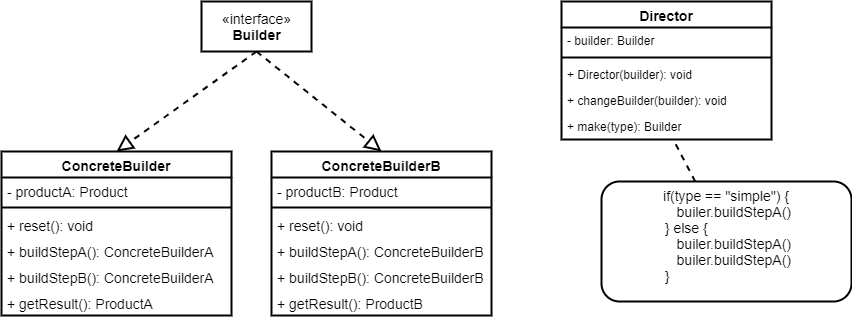 «interface»
Builder
Director
- builder: Builder
+ Director(builder): void
+ changeBuilder(builder): void
+ make(type): Builder
ConcreteBuilder
- productA: Product
+ reset(): void
+ buildStepA(): ConcreteBuilderA
+ buildStepB(): ConcreteBuilderA
+ getResult(): ProductA
ConcreteBuilderB
- productB: Product
+ reset(): void
+ buildStepA(): ConcreteBuilderB
+ buildStepB(): ConcreteBuilderB
+ getResult(): ProductB
if(type == "simple") {
builer.buildStepA()
} else {
builer.buildStepA()
builer.buildStepA()
}